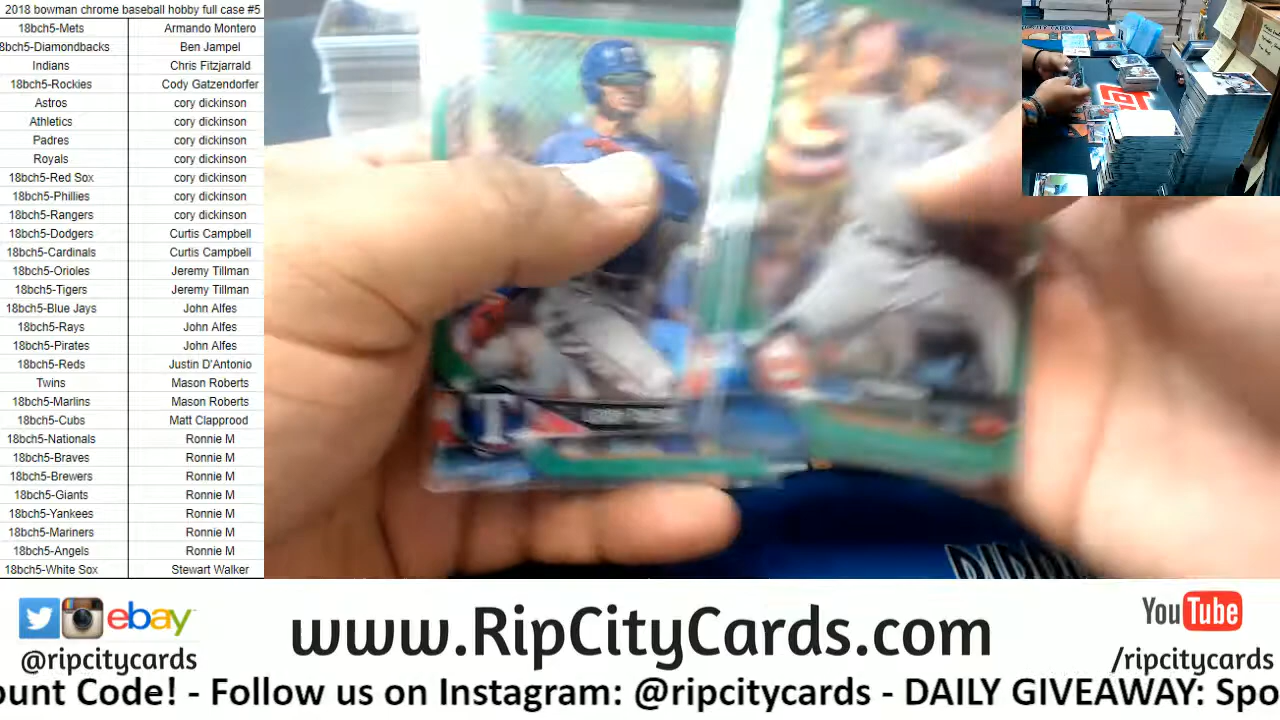 2018 bowman chrome baseball hobby full case #5
18bch5-Mets Armando Montero
8bch5-Diamondbacks Ben Jampel
Indians Chris Fitzjarrald
18bch5-Rockies Cody Gatzendorfer
Astros cory dickinson
Athletics cory dickinson
Padres cory dickinson
Royals cory dickinson
18bch5-Red Sox cory dickinson
18bch5-Phillies cory dickinson
18bch5-Rangers cory dickinson
18bch5-Dodgers Curtis Campbell
18bch5-Cardinals Curtis Campbell
18bch5-Orioles Jeremy Tillman
18bch5-Tigers Jeremy Tillman
18bch5-Blue Jays John Alfes
18bch5-Rays John Alfes
18bch5-Pirates John Alfes
18bch5-Reds Justin D'Antonio
Twins Mason Roberts
18bch5-Marlins Mason Roberts
18bch5-Cubs Matt Clapprood
18bch5-Nationals Ronnie M
18bch5-Braves Ronnie M
18bch5-Brewers Ronnie M
18bch5-Giants Ronnie M
18bch5-Yankees Ronnie M
18bch5-Mariners Ronnie M
18bch5-Angels Ronnie M
18bch5-White Sox Stewart Walker
ebay
@ripcitycards
www.RipCityCards.com
YouTube
/ripcitycards
ount Code! - Follow us on Instagram: @ripcitycards - DAILY GIVEAWAY: Spo